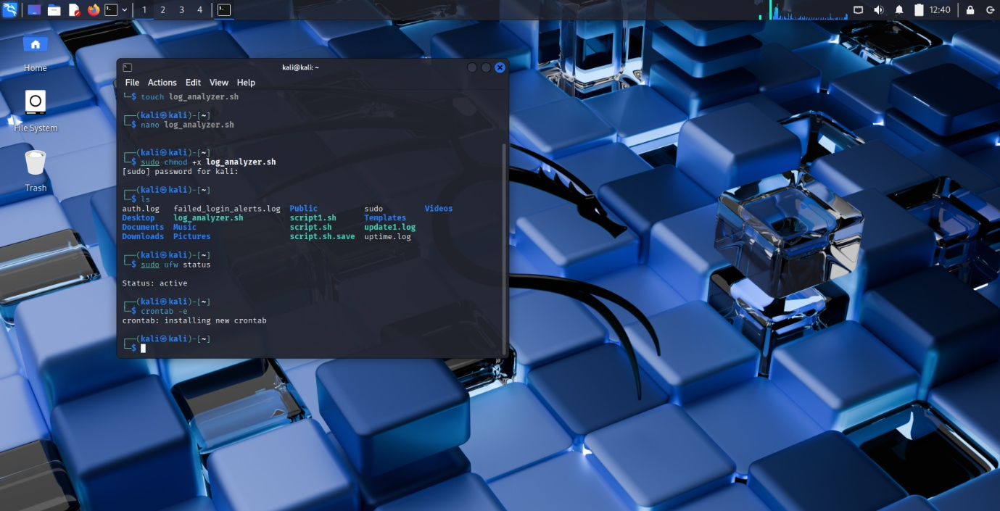 1 2 3 4
12:40
Home
File System
Trash
kali@kali: ~
File Actions Edit View Help
└─$ touch log_analyzer.sh
┌──(kali㉿kali)-[~]
└─$ nano log_analyzer.sh
┌──(kali㉿kali)-[~]
└─$ sudo chmod +x log_analyzer.sh
[sudo] password for kali:
┌──(kali㉿kali)-[~]
└─$ ls
auth.log failed_login_alerts.log Public sudo Videos
Desktop log_analyzer.sh script1.sh Templates
Documents Music script.sh update1.log
Downloads Pictures script.sh.save uptime.log
┌──(kali㉿kali)-[~]
└─$ sudo ufw status
Status: active
┌──(kali㉿kali)-[~]
└─$ crontab -e
crontab: installing new crontab
┌──(kali㉿kali)-[~]
└─$